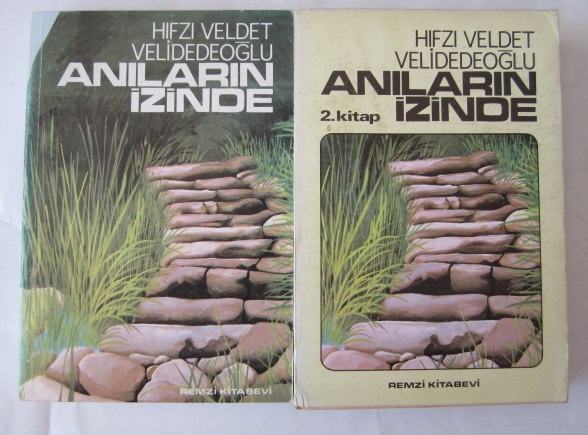 HIFZI VELDET
VELİDEDEOĞLU
ANILARIN
İZİNDE
REMZİ KİTABEVİ
HIFZI VELDET
VELİDEDEOĞLU
ANILARIN
2.kitap İZİNDE
REMZİ KİTABEVİ